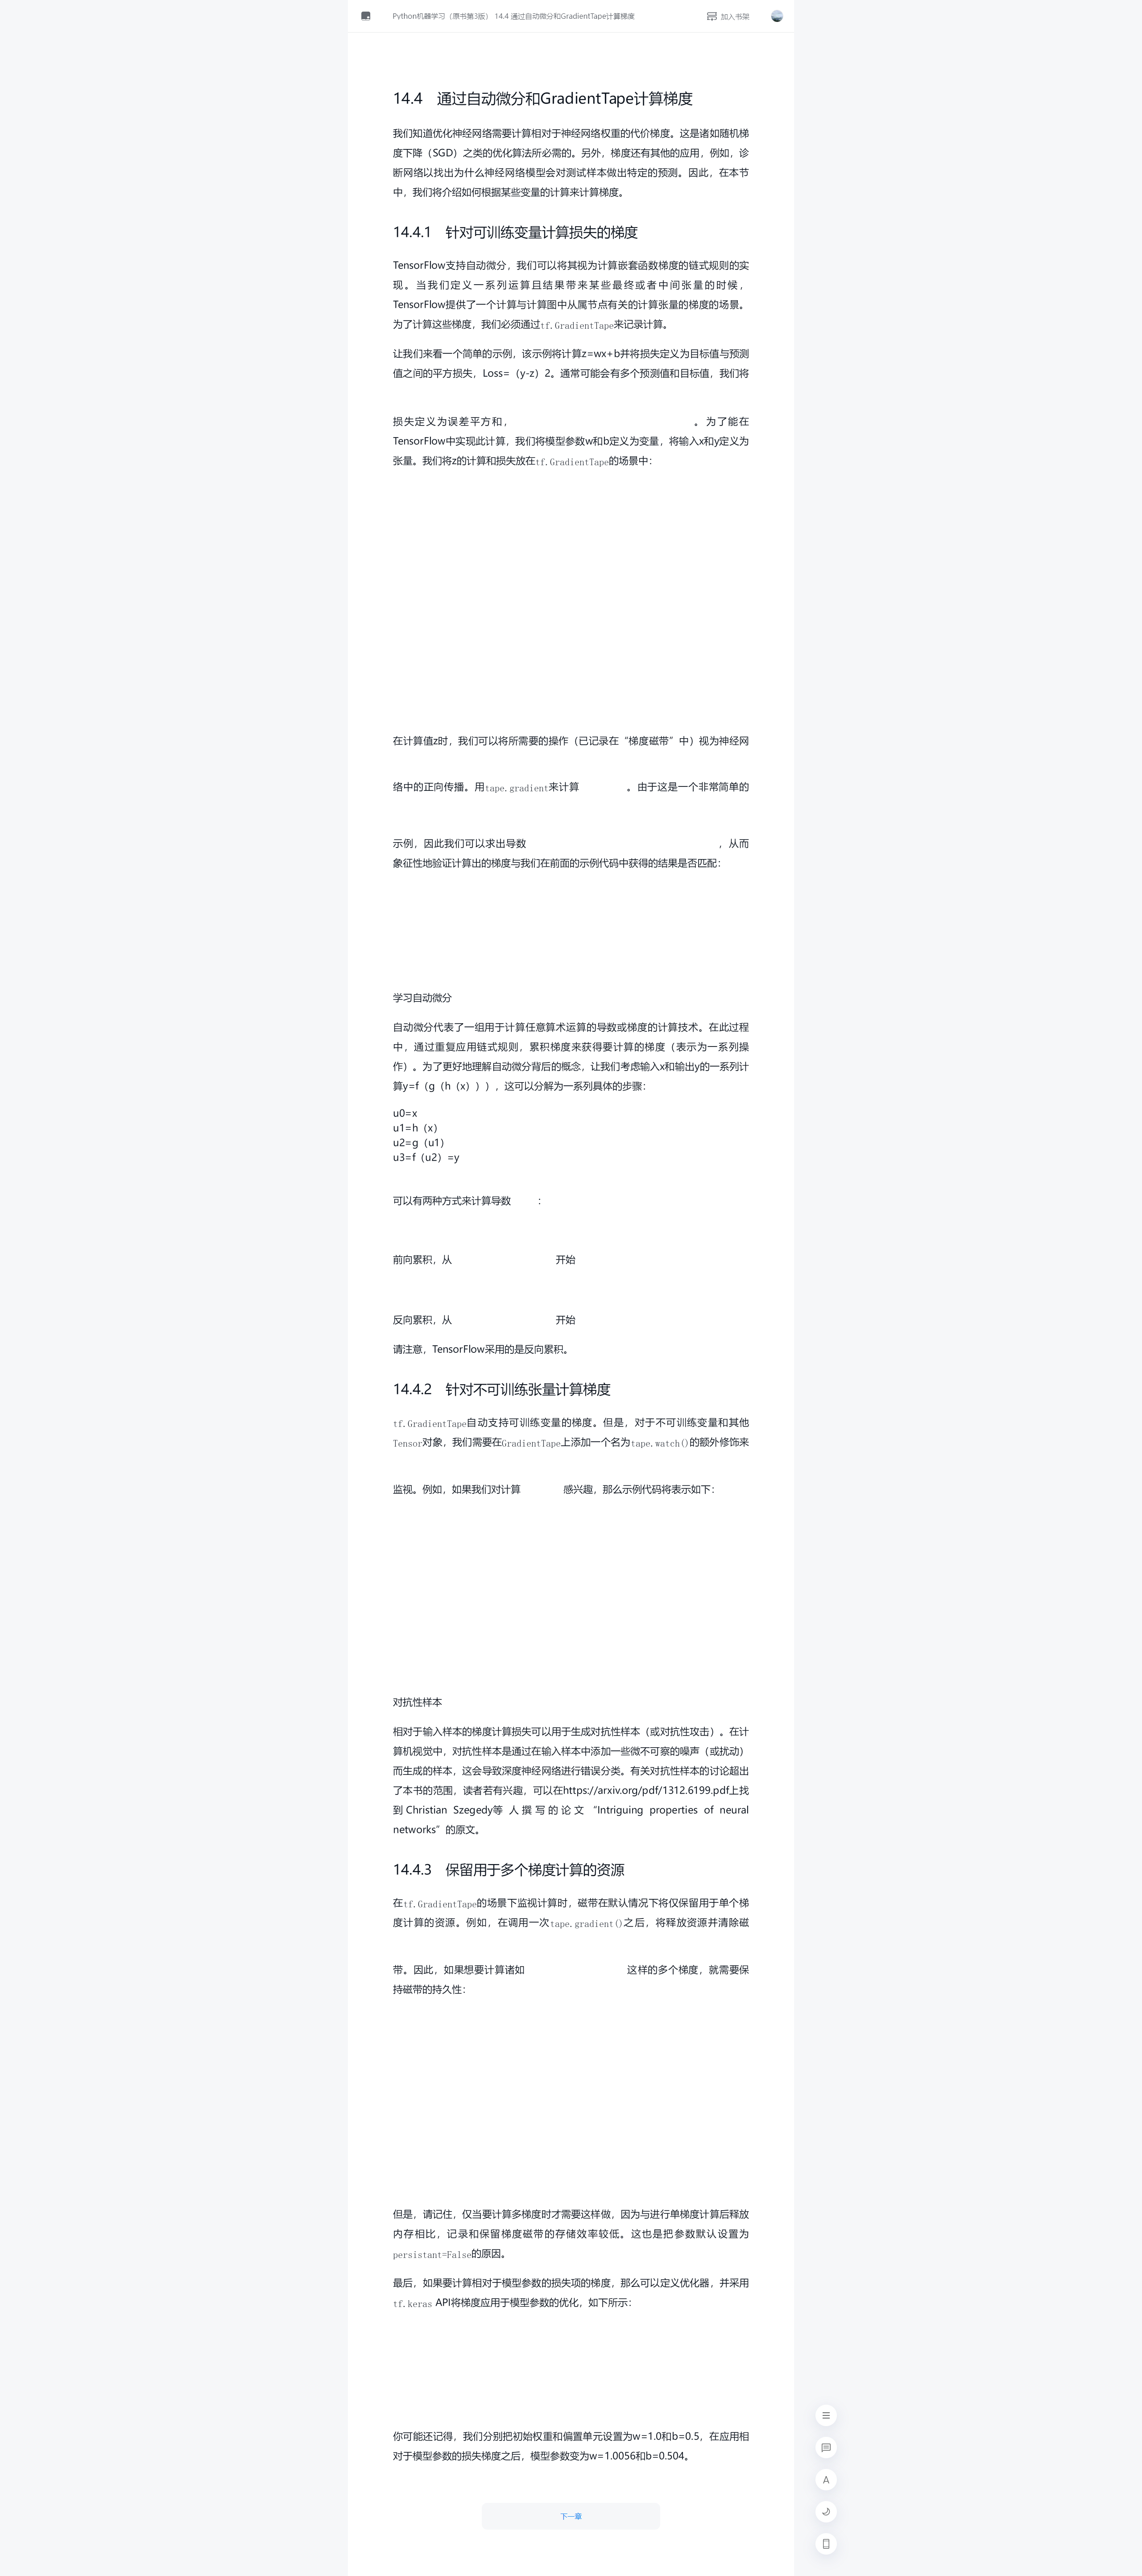 Python机器学习（原书第3版） 14.4 通过自动微分和GradientTape计算梯度
加入书架
14.4 通过自动微分和GradientTape计算梯度
我们知道优化神经网络需要计算相对于神经网络权重的代价梯度。这是诸如随机梯
度下降（SGD）之类的优化算法所必需的。另外，梯度还有其他的应用，例如，诊
断网络以找出为什么神经网络模型会对测试样本做出特定的预测。因此，在本节
中，我们将介绍如何根据某些变量的计算来计算梯度。
14.4.1 针对可训练变量计算损失的梯度
TensorFlow支持自动微分，我们可以将其视为计算嵌套函数梯度的链式规则的实
现。当我们定义一系列运算且结果带来某些最终或者中间张量的时候，
TensorFlow提供了一个计算与计算图中从属节点有关的计算张量的梯度的场景。
为了计算这些梯度，我们必须通过tf.GradientTape来记录计算。
让我们来看一个简单的示例，该示例将计算z=wx+b并将损失定义为目标值与预测
值之间的平方损失，Loss=（y-z）2。通常可能会有多个预测值和目标值，我们将
损失定义为误差平方和， 。为了能在
TensorFlow中实现此计算，我们将模型参数w和b定义为变量，将输入x和y定义为
张量。我们将z的计算和损失放在tf.GradientTape的场景中：
在计算值z时，我们可以将所需要的操作（已记录在“梯度磁带”中）视为神经网
络中的正向传播。用tape.gradient来计算 。由于这是一个非常简单的
示例，因此我们可以求出导数 ，从而
象征性地验证计算出的梯度与我们在前面的示例代码中获得的结果是否匹配：
学习自动微分
自动微分代表了一组用于计算任意算术运算的导数或梯度的计算技术。在此过程
中，通过重复应用链式规则，累积梯度来获得要计算的梯度（表示为一系列操
作）。为了更好地理解自动微分背后的概念，让我们考虑输入x和输出y的一系列计
算y=f（g（h（x））），这可以分解为一系列具体的步骤：
u0=x
u1=h（x）
u2=g（u1）
u3=f（u2）=y
可以有两种方式来计算导数 ：
前向累积，从 开始
反向累积，从 开始
请注意，TensorFlow采用的是反向累积。
14.4.2 针对不可训练张量计算梯度
tf.GradientTape自动支持可训练变量的梯度。但是，对于不可训练变量和其他
Tensor对象，我们需要在GradientTape上添加一个名为tape.watch()的额外修饰来
监视。例如，如果我们对计算 感兴趣，那么示例代码将表示如下：
对抗性样本
相对于输入样本的梯度计算损失可以用于生成对抗性样本（或对抗性攻击）。在计
算机视觉中，对抗性样本是通过在输入样本中添加一些微不可察的噪声（或扰动）
而生成的样本，这会导致深度神经网络进行错误分类。有关对抗性样本的讨论超出
了本书的范围，读者若有兴趣，可以在https://arxiv.org/pdf/1312.6199.pdf上找
到Christian Szegedy等人撰写的论文“Intriguing properties of neural
networks”的原文。
14.4.3 保留用于多个梯度计算的资源
在tf.GradientTape的场景下监视计算时，磁带在默认情况下将仅保留用于单个梯
度计算的资源。例如，在调用一次tape.gradient()之后，将释放资源并清除磁
带。因此，如果想要计算诸如 这样的多个梯度，就需要保
持磁带的持久性：
但是，请记住，仅当要计算多梯度时才需要这样做，因为与进行单梯度计算后释放
内存相比，记录和保留梯度磁带的存储效率较低。这也是把参数默认设置为
persistant=False的原因。
最后，如果要计算相对于模型参数的损失项的梯度，那么可以定义优化器，并采用
tf.keras API将梯度应用于模型参数的优化，如下所示：
你可能还记得，我们分别把初始权重和偏置单元设置为w=1.0和b=0.5，在应用相
对于模型参数的损失梯度之后，模型参数变为w=1.0056和b=0.504。
下一章
A